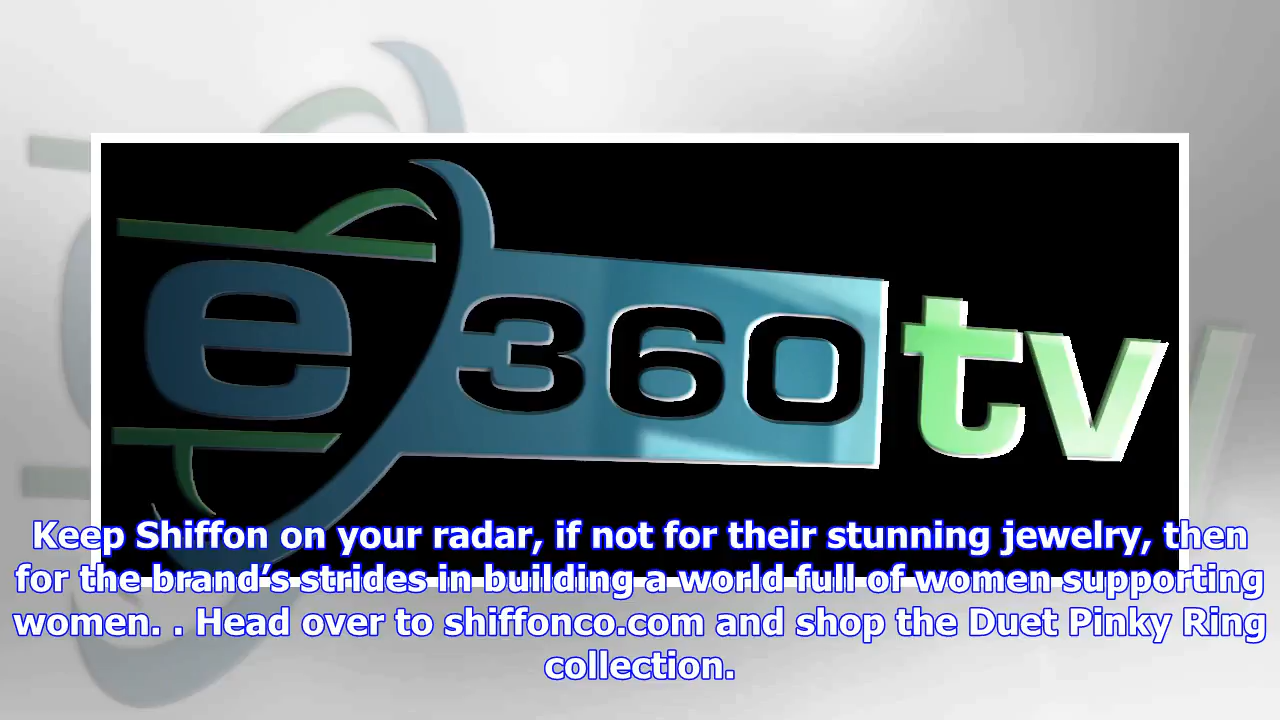 e360tv
Keep Shiffon on your radar, if not for their stunning jewelry, then
for the brand’s strides in building a world full of women supporting
women. . Head over to shiffonco.com and shop the Duet Pinky Ring
collection.